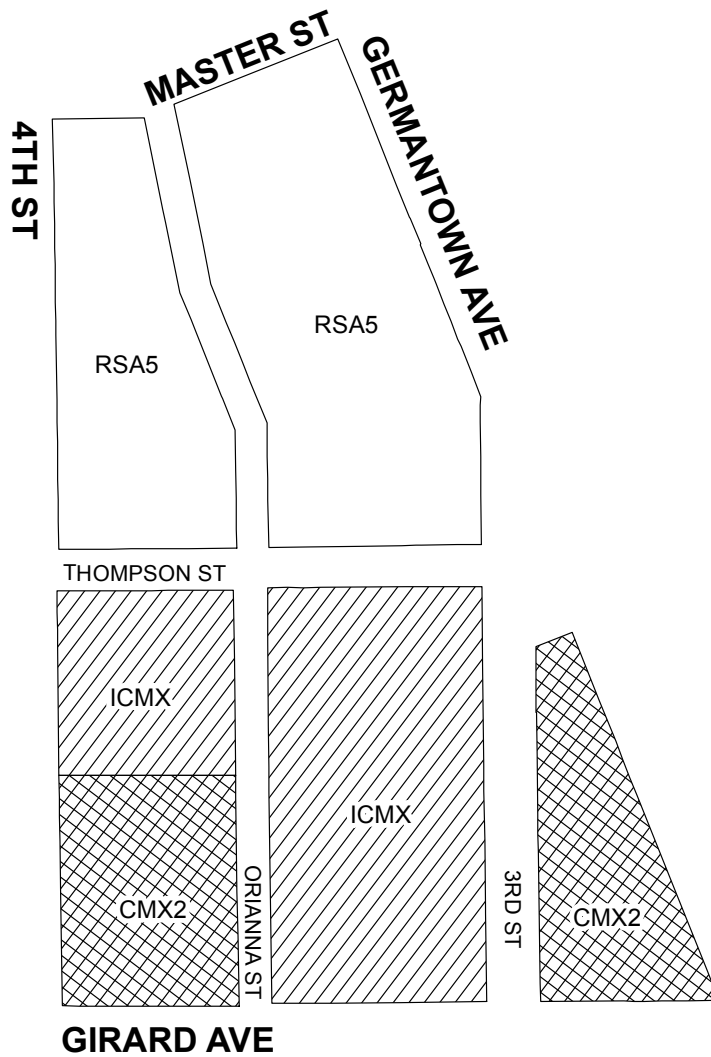 MASTER ST
GERMANTOWN AVE
4TH ST
RSA5
RSA5
THOMPSON ST
ICMX
ICMX
CMX2
ORIANNA ST
3RD ST
CMX2
GIRARD AVE